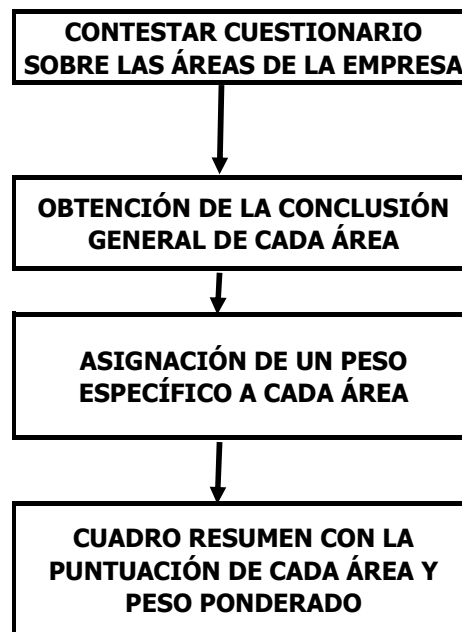 CONTESTAR CUESTIONARIO
SOBRE LAS ÁREAS DE LA EMPRESA
OBTENCIÓN DE LA CONCLUSIÓN
GENERAL DE CADA ÁREA
ASIGNACIÓN DE UN PESO
ESPECÍFICO A CADA ÁREA
CUADRO RESUMEN CON LA
PUNTUACIÓN DE CADA ÁREA Y
PESO PONDERADO